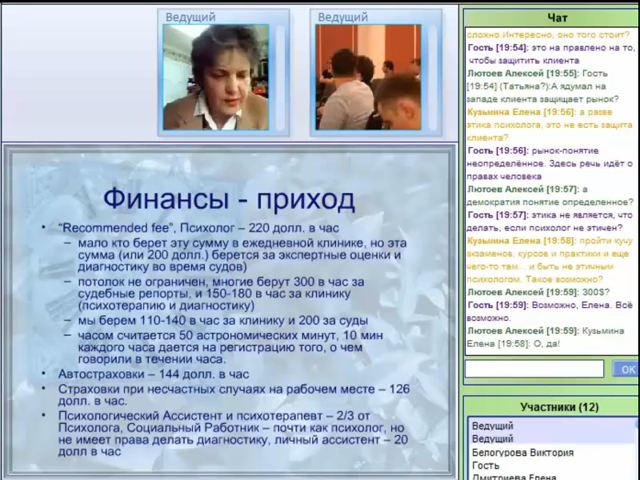 Ведущий
Ведущий
Финансы - приход
• “Recommended fee”, Психолог – 220 долл. в час
– мало кто берет эту сумму в ежедневной клинике, но эта
сумма (или 200 долл.) берется за экспертные оценки и
диагностику во время судов)
– потолок не ограничен, многие берут 300 в час за
судебные репорты, и 150-180 в час за клинику
(психотерапию и диагностику)
– мы берем 110-140 в час за клинику и 200 за суды
– часом считается 50 астрономических минут, 10 мин
каждого часа дается на регистрацию того, о чем
говорили в течении часа.
• Автостраховки – 144 долл. в час
• Страховки при несчастных случаях на рабочем месте – 126
долл. в час.
• Психологический Ассистент и психотерапевт – 2/3 от
Психолога, Социальный Работник – почти как психолог, но
не имеет права делать диагностику, личный ассистент – 20
долл в час
Чат
сложно.Интересно, оно того стоит?
Гость [19:54]: это на правлено на то,
чтобы защитить клиента
Лютоев Алексей [19:55]: Гость
[19:54] (Татьяна?):А ядумал на
западе клиента защищает рынок?
Кузьмина Елена [19:56]: а разве
этика психолога, это не есть защита
клиента?
Гость [19:56]: рынок-понятие
неопределённое. Здесь речь идёт о
правах человека
Лютоев Алексей [19:57]: а
демократия понятие определенное?
Гость [19:57]: этика не является, что
делать, если психолог не этичен?
Кузьмина Елена [19:58]: пройти кучу
экзаменов, курсов и практики и еще
чего-то там... и быть не этичным
психологом. Такое возможно?
Лютоев Алексей [19:59]: 300$?
Гость [19:59]: Возможно, Елена. Всё
возможно.
Лютоев Алексей [19:59]: Кузьмина
Елена [19:58]: О, да!
ОК
Участники (12)
Ведущий
Ведущий
Белогурова Виктория
Гость
Дмитриева Елена